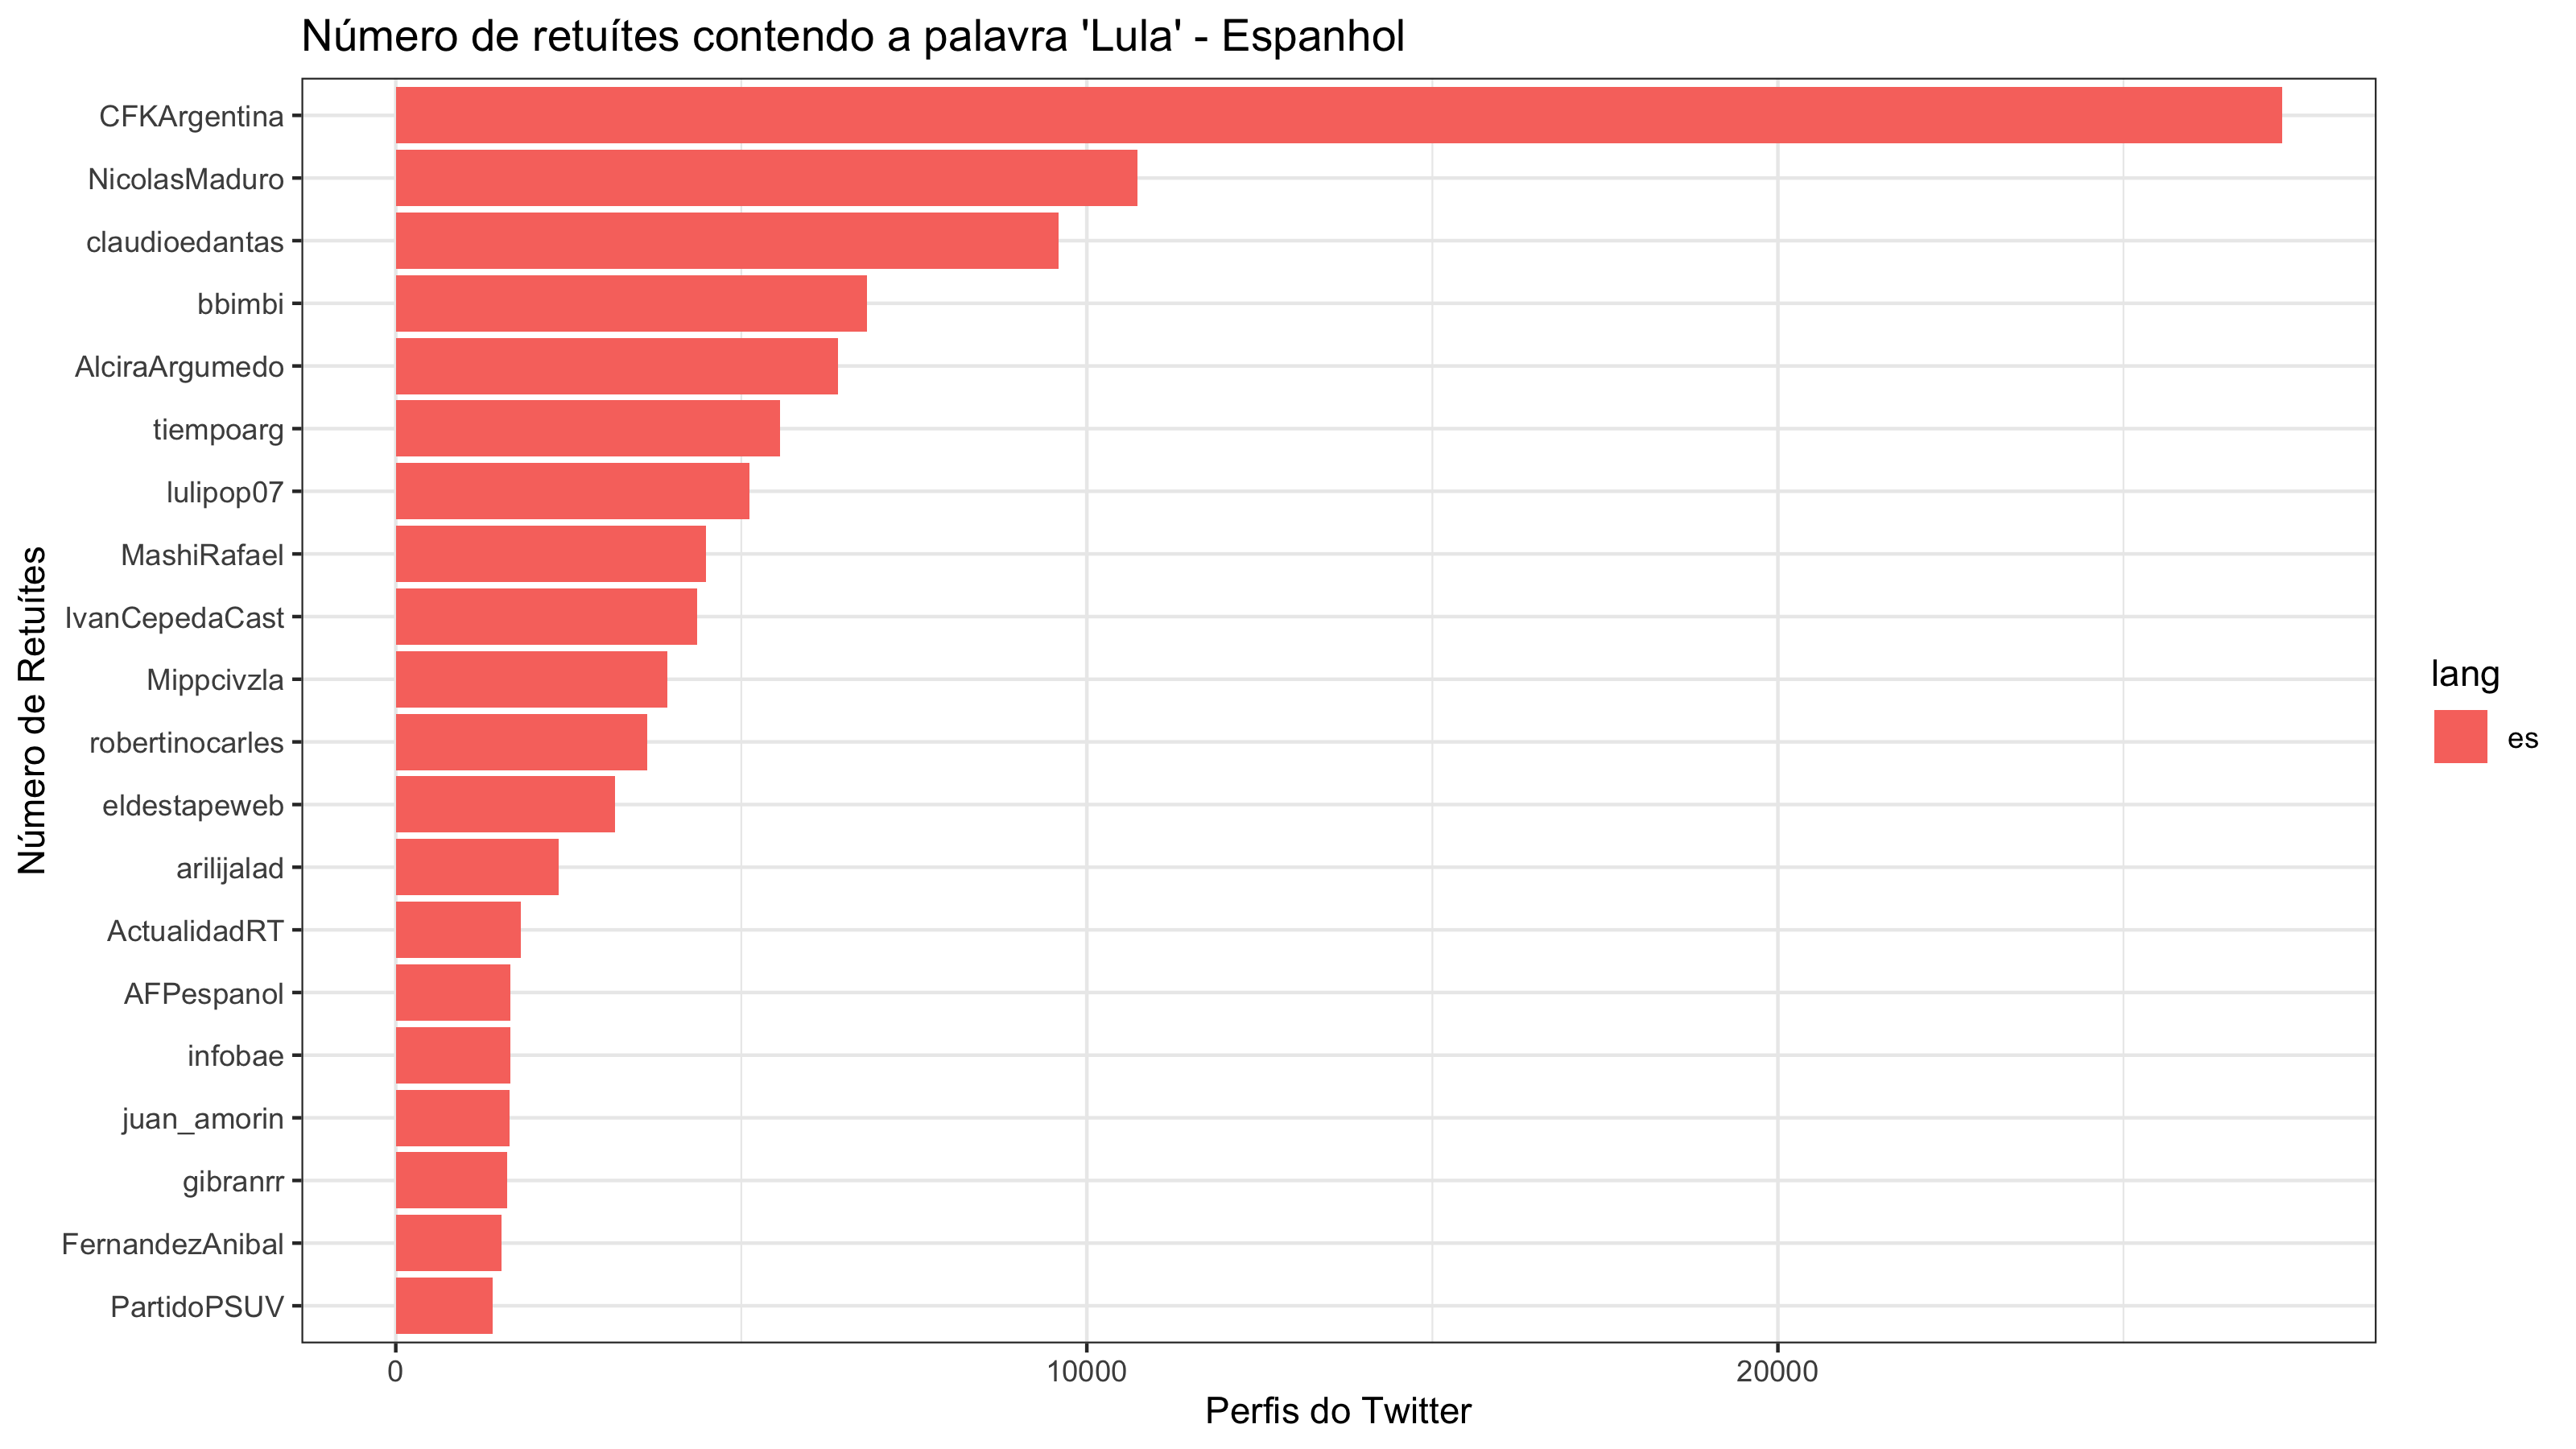 Número de retuítes contendo a palavra 'Lula' - Espanhol
CFKArgentina
NicolasMaduro
claudioedantas
bbimbi
AlciraArgumedo
tiempoarg
lulipop07
MashiRafael
IvanCepedaCast
Mippcivzla
robertinocarles
eldestapeweb
arilijalad
ActualidadRT
AFPespanol
infobae
juan_amorin
gibranrr
FernandezAnibal
PartidoPSUV
Número de Retuítes
0 10000 20000
Perfis do Twitter
lang
es